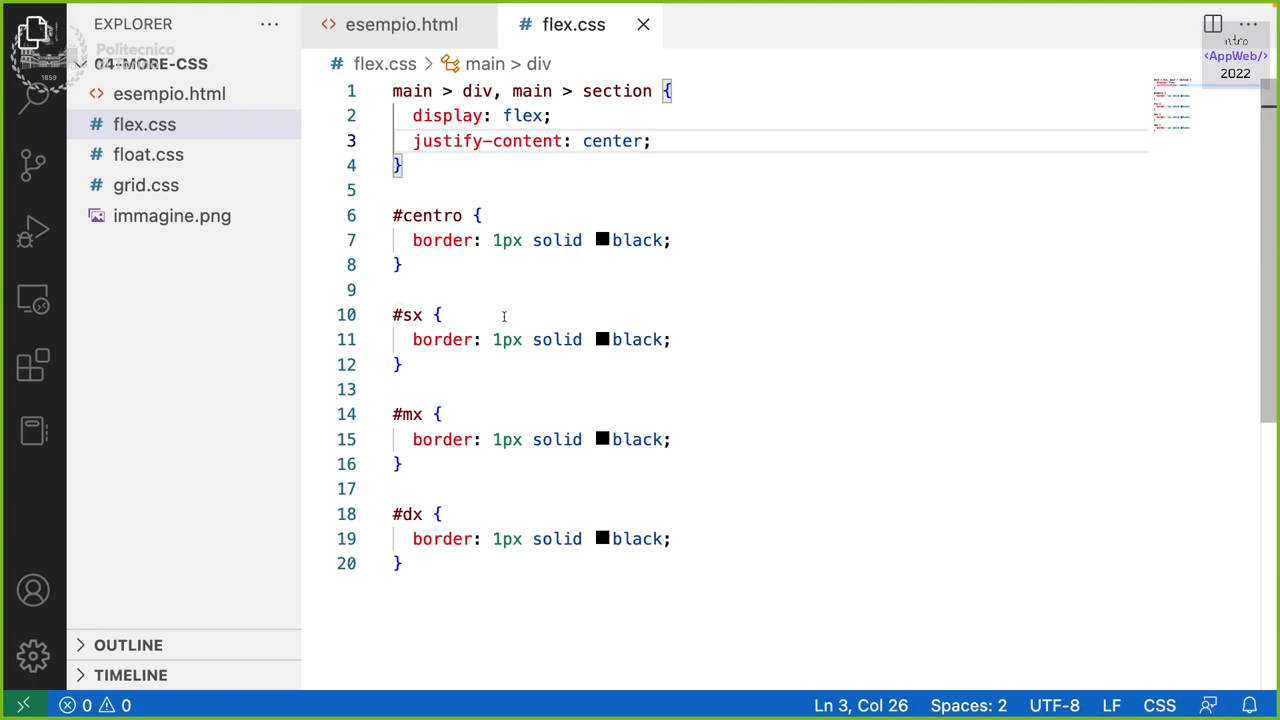 EXPLORER
Politecnico
1859
04-MORE-CSS
esempio.html
flex.css
float.css
grid.css
immagine.png
OUTLINE
TIMELINE
esempio.html
# flex.css
# flex.css > main > div
1 main > div, main > section {
2 display: flex;
3 justify-content: center;
4 }
5
6 #centro {
7 border: 1px solid black;
8 }
9
10 #sx {
11 border: 1px solid black;
12 }
13
14 #mx {
15 border: 1px solid black;
16 }
17
18 #dx {
19 border: 1px solid black;
20 }
<AppWeb/>
2022
0 0
Ln 3, Col 26 Spaces: 2 UTF-8 LF CSS